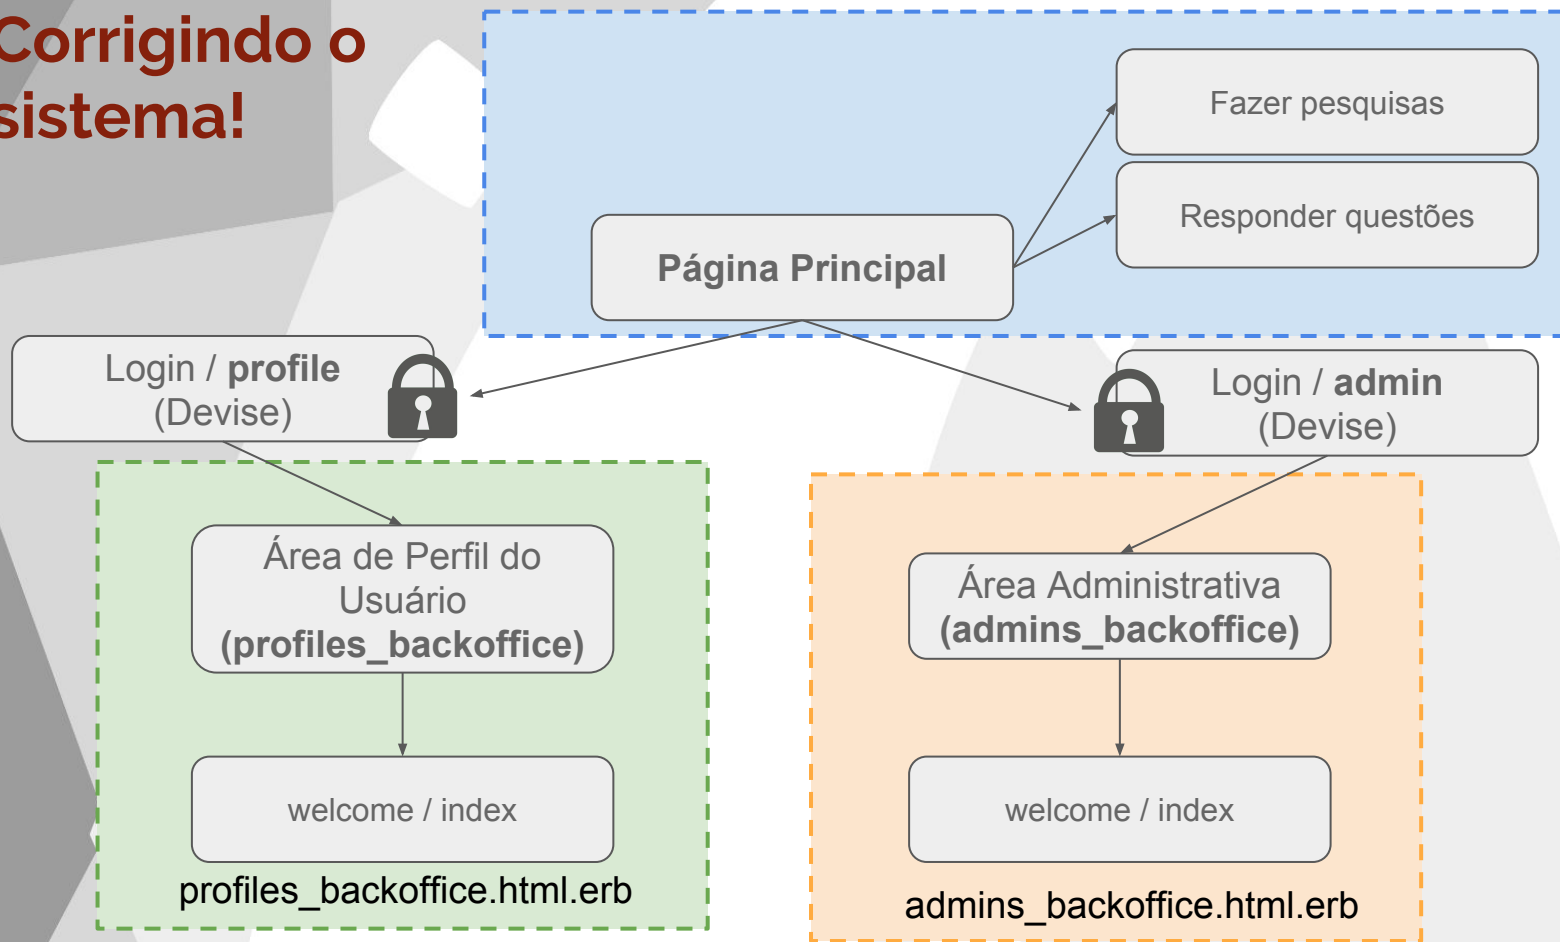 Corrigindo o
sistema!
Fazer pesquisas
Responder questões
Página Principal
Login / profile
(Devise)
Login / admin
(Devise)
Área de Perfil do
Usuário
(profiles_backoffice)
Área Administrativa
(admins_backoffice)
welcome / index
welcome / index
profiles_backoffice.html.erb
admins_backoffice.html.erb